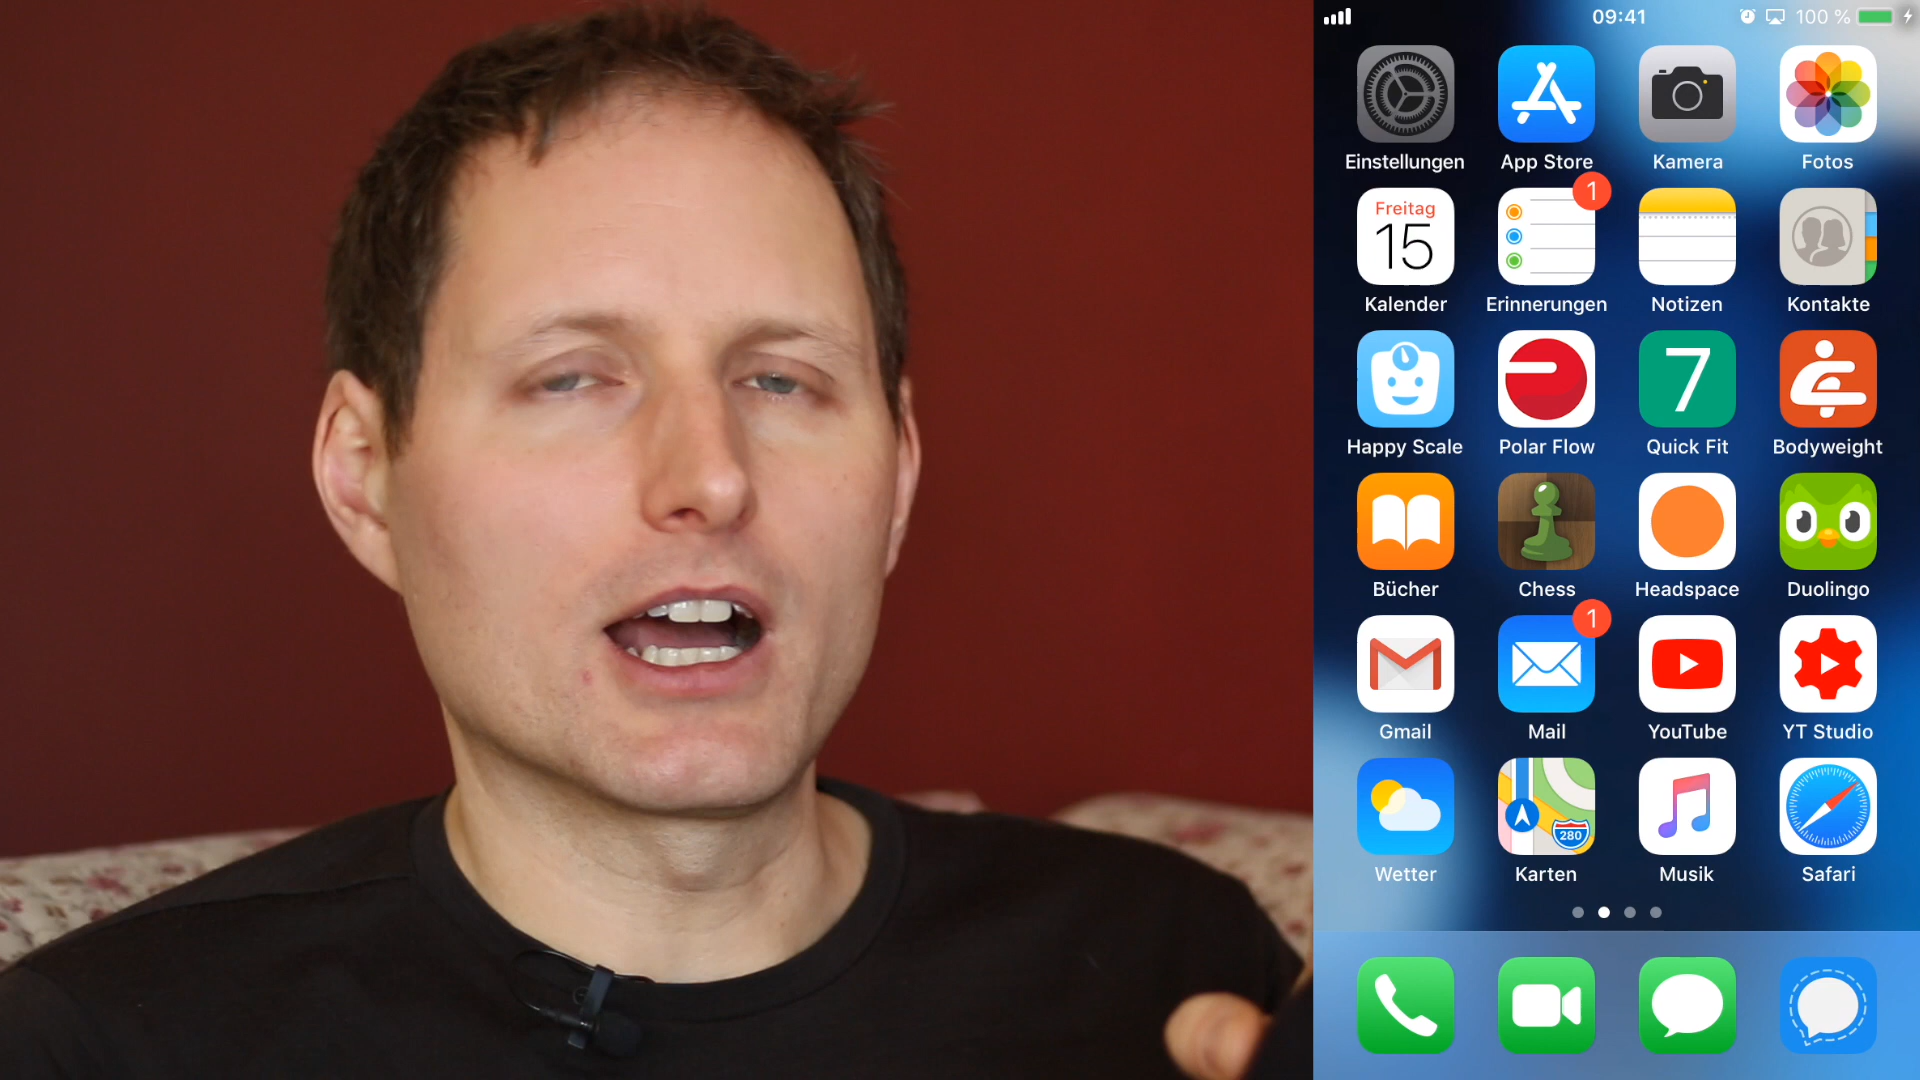 09:41
100 %
Einstellungen
App Store
Kamera
Fotos
Freitag
15
1
Kalender
Erinnerungen
Notizen
Kontakte
7
Happy Scale
Polar Flow
Quick Fit
Bodyweight
Bücher
Chess
Headspace
Duolingo
1
Gmail
Mail
YouTube
YT Studio
280
Wetter
Karten
Musik
Safari